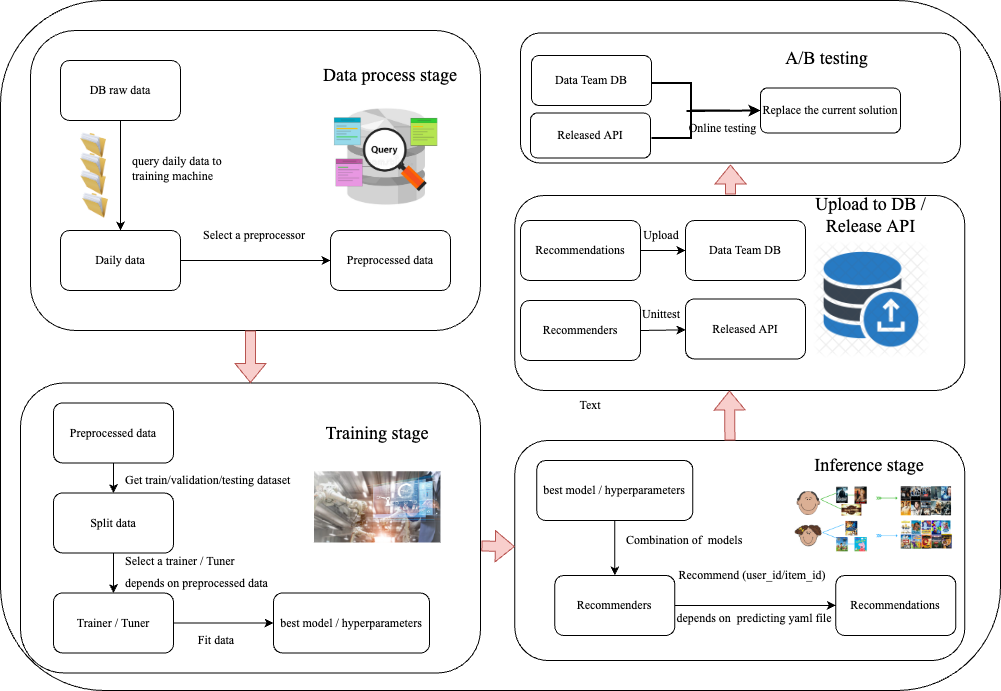 Data process stage
DB raw data
query daily data to
training machine
Query
Daily data
Select a preprocessor
Preprocessed data
Training stage
Preprocessed data
Get train/validation/testing dataset
Split data
Select a trainer / Tuner
depends on preprocessed data
Trainer / Tuner
Fit data
best model / hyperparameters
Inference stage
best model / hyperparameters
Combination of models
Recommenders
Recommend (user_id/item_id)
depends on predicting yaml file
Recommendations
Text
Upload to DB /
Release API
Recommendations
Upload
Data Team DB
Recommenders
Unittest
Released API
A/B testing
Data Team DB
Released API
Online testing
Replace the current solution